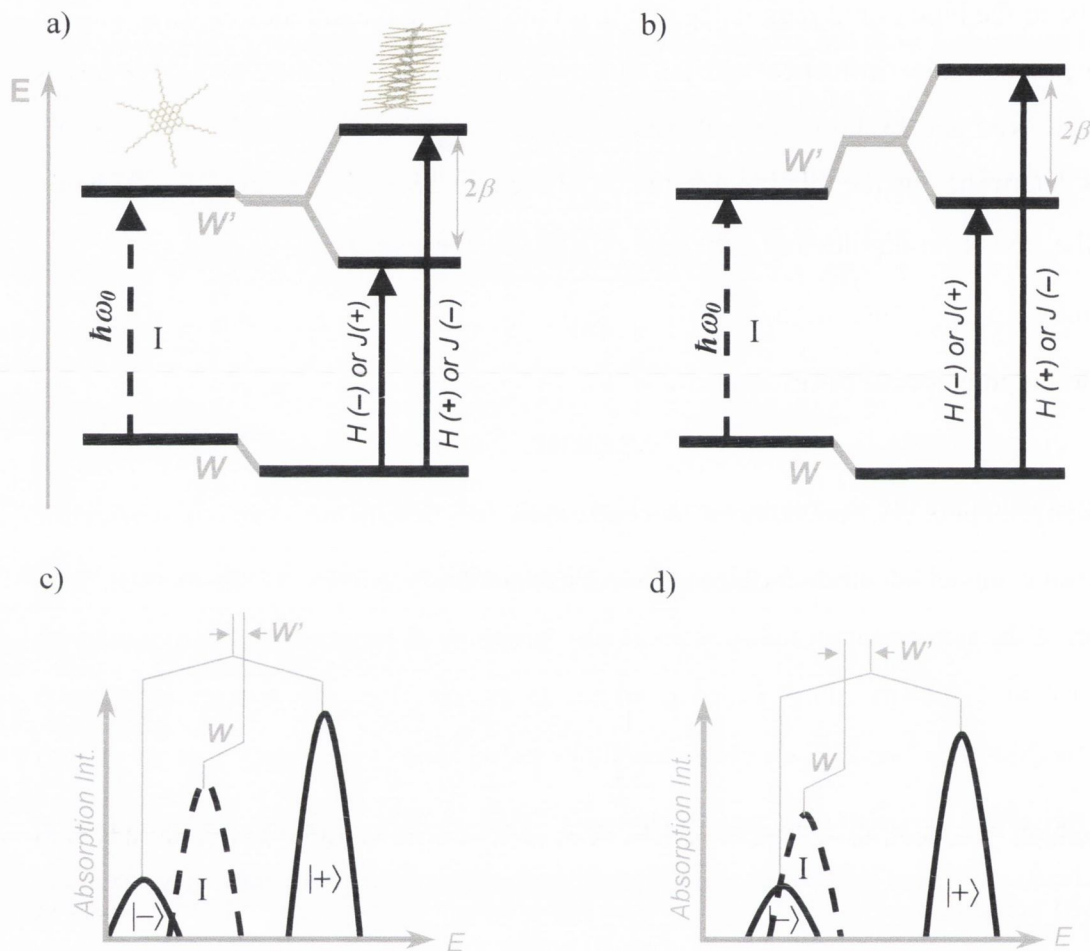 a)
E
W'
2β
ħω₀
I
H (–) or J(+)
H (+) or J (–)
W
b)
W'
2β
ħω₀
I
H (–) or J(+)
H (+) or J (–)
W
c)
W'
W
Absorption Int.
|–⟩
I
|+⟩
E
d)
W'
W
Absorption Int.
|–⟩
I
|+⟩
E